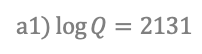 a1) log Q = 2131